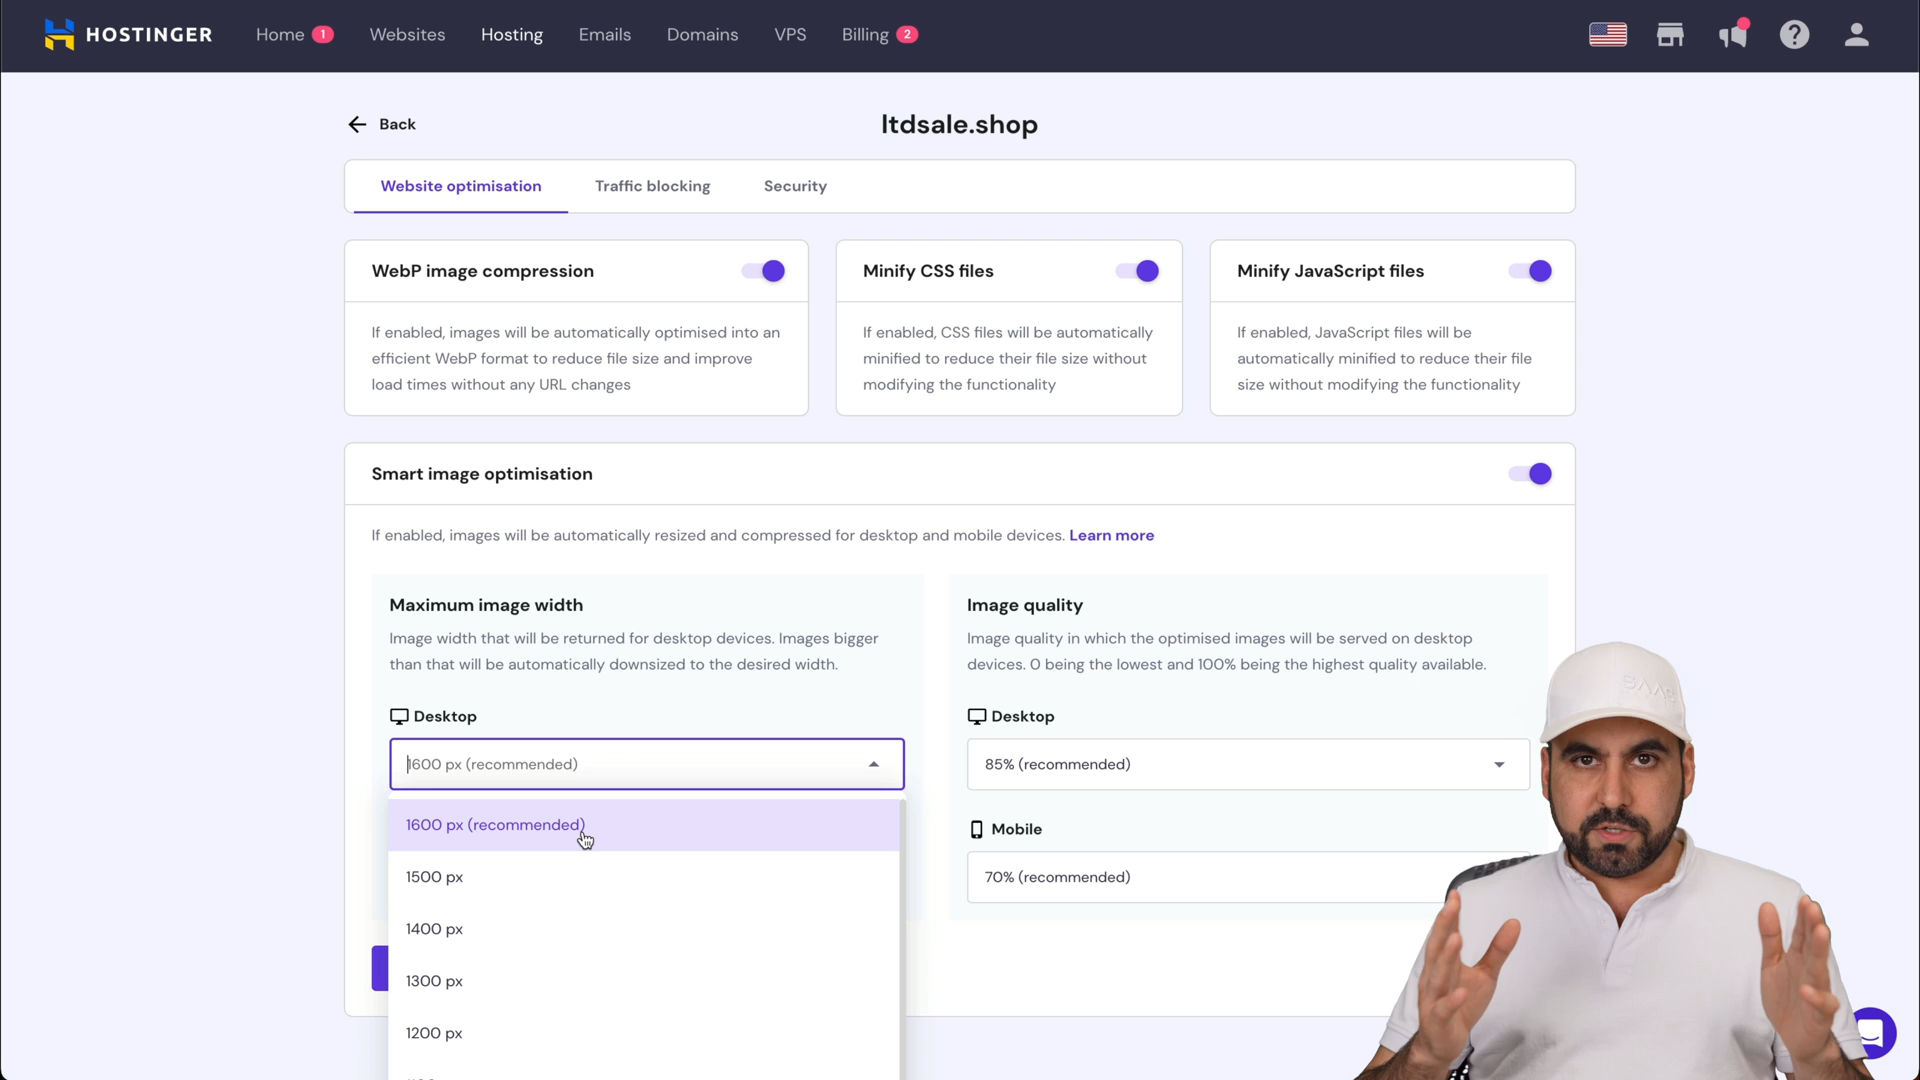 HOSTINGER
Home 1
Websites
Hosting
Emails
Domains
VPS
Billing 2
Back
ltdsale.shop
Website optimisation
Traffic blocking
Security
WebP image compression
If enabled, images will be automatically optimised into an
efficient WebP format to reduce file size and improve
load times without any URL changes
Minify CSS files
If enabled, CSS files will be automatically
minified to reduce their file size without
modifying the functionality
Minify JavaScript files
If enabled, JavaScript files will be
automatically minified to reduce their file
size without modifying the functionality
Smart image optimisation
If enabled, images will be automatically resized and compressed for desktop and mobile devices. Learn more
Maximum image width
Image width that will be returned for desktop devices. Images bigger
than that will be automatically downsized to the desired width.
Desktop
1600 px (recommended)
1600 px (recommended)
1500 px
1400 px
1300 px
1200 px
Image quality
Image quality in which the optimised images will be served on desktop
devices. 0 being the lowest and 100% being the highest quality available.
Desktop
85% (recommended)
Mobile
70% (recommended)